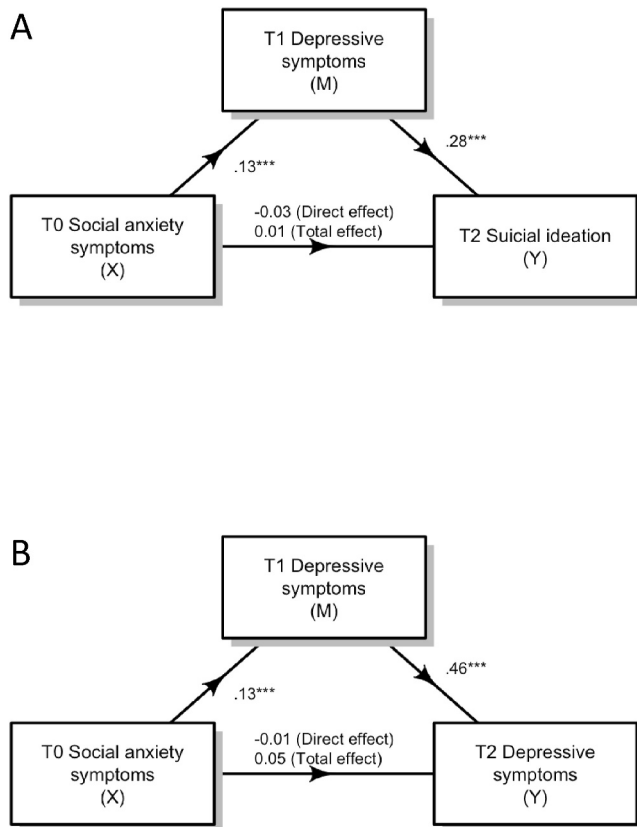 A
T1 Depressive
symptoms
(M)
.13***
.28***
T0 Social anxiety
symptoms
(X)
-0.03 (Direct effect)
0.01 (Total effect)
T2 Suicial ideation
(Y)
B
T1 Depressive
symptoms
(M)
.13***
.46***
T0 Social anxiety
symptoms
(X)
-0.01 (Direct effect)
0.05 (Total effect)
T2 Depressive
symptoms
(Y)